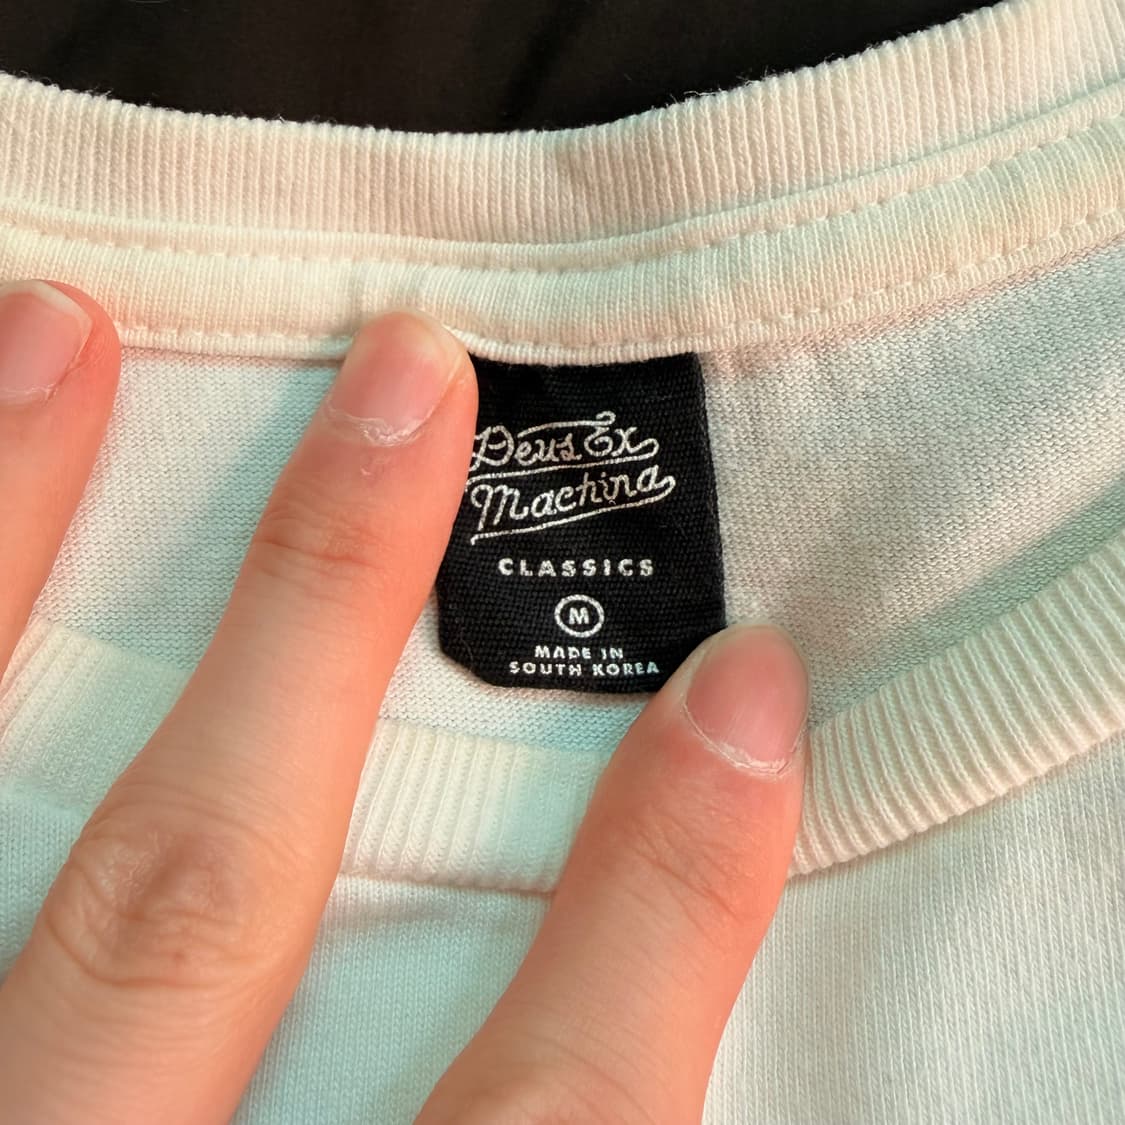 Deus Ex
Machina
CLASSICS
M
MADE IN
SOUTH KOREA